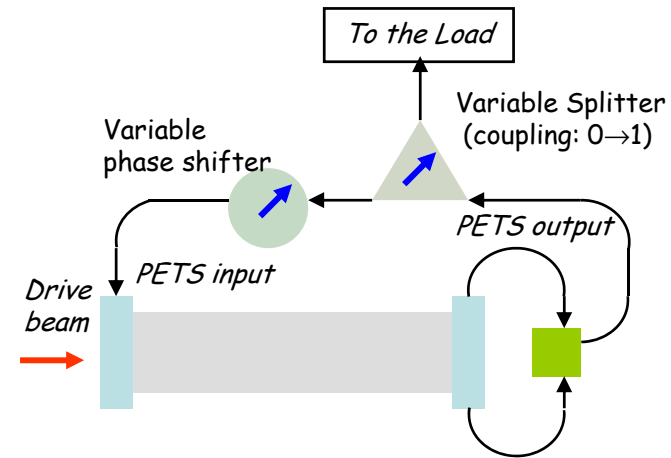 To the Load
Variable Splitter
(coupling: 0→1)
Variable
phase shifter
PETS output
PETS input
Drive
beam